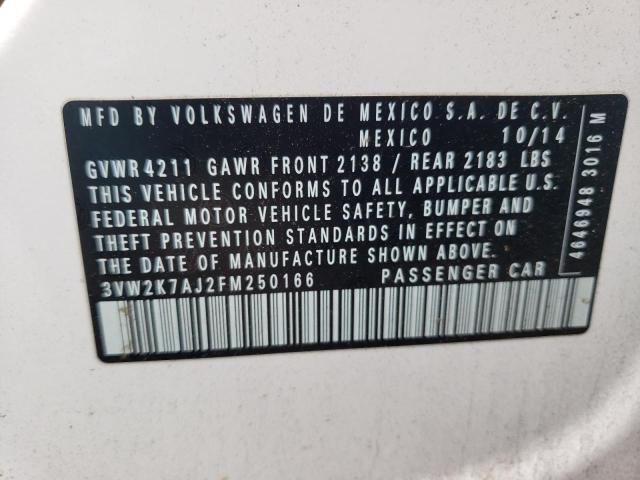 MFD BY VOLKSWAGEN DE MEXICO S.A. DE C.V.
MEXICO 10/14
GVWR 4211 GAWR FRONT 2138 / REAR 2183 LBS
THIS VEHICLE CONFORMS TO ALL APPLICABLE U.S.
FEDERAL MOTOR VEHICLE SAFETY, BUMPER AND
THEFT PREVENTION STANDARDS IN EFFECT ON
THE DATE OF MANUFACTURE SHOWN ABOVE.
3VW2K7AJ2FM250166 PASSENGER CAR
4646948 3016 M